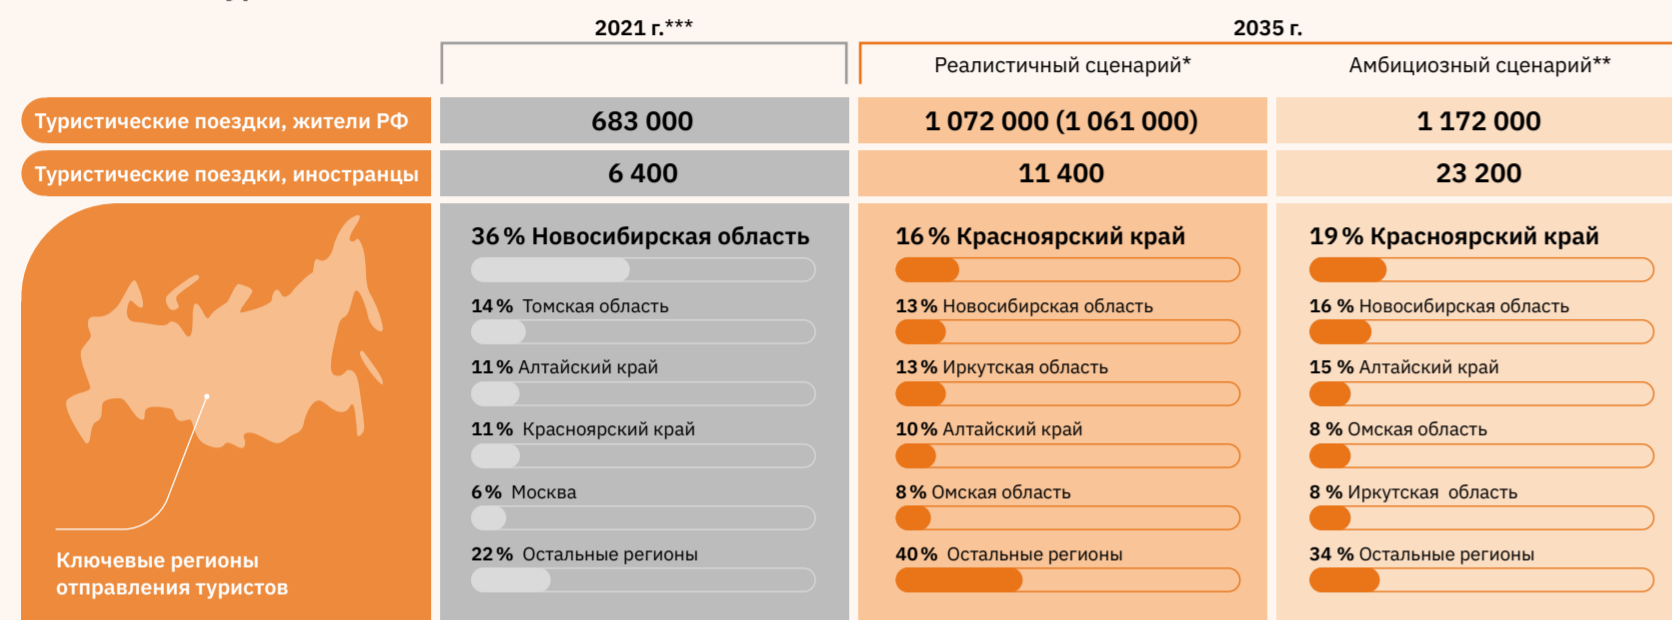 2021 г.***
2035 г.
Реалистичный сценарий*
Амбициозный сценарий**
Туристические поездки, жители РФ
683 000
1 072 000 (1 061 000)
1 172 000
Туристические поездки, иностранцы
6 400
11 400
23 200
Ключевые регионы
отправления туристов
36 % Новосибирская область
14 % Томская область
11 % Алтайский край
11 % Красноярский край
6 % Москва
22 % Остальные регионы
16 % Красноярский край
13 % Новосибирская область
13 % Иркутская область
10 % Алтайский край
8 % Омская область
40 % Остальные регионы
19 % Красноярский край
16 % Новосибирская область
15 % Алтайский край
8 % Омская область
8 % Иркутская область
34 % Остальные регионы